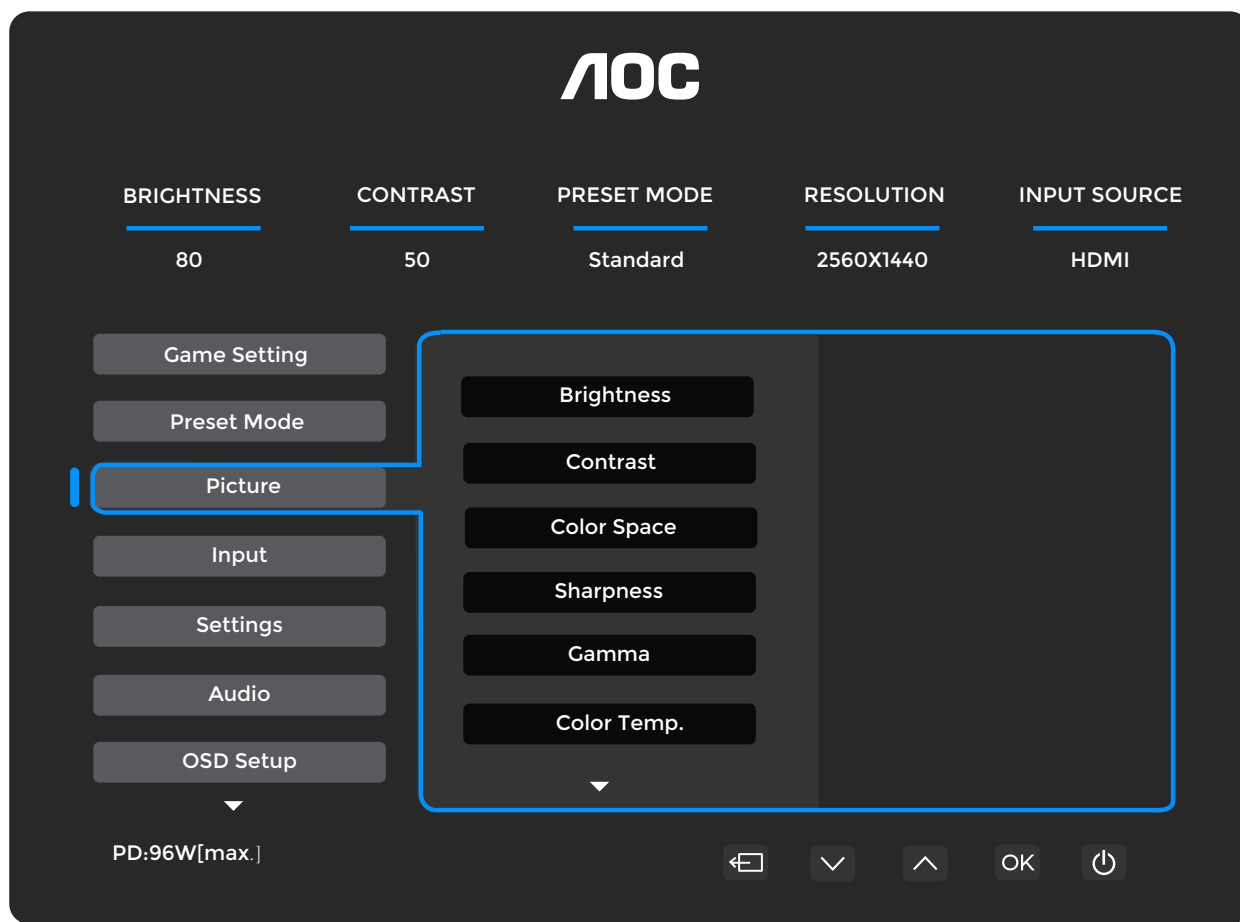 AOC
BRIGHTNESS CONTRAST PRESET MODE RESOLUTION INPUT SOURCE
80 50 Standard 2560X1440 HDMI
Game Setting
Preset Mode
Picture
Input
Settings
Audio
OSD Setup
Brightness
Contrast
Color Space
Sharpness
Gamma
Color Temp.
PD:96W[max.]
OK